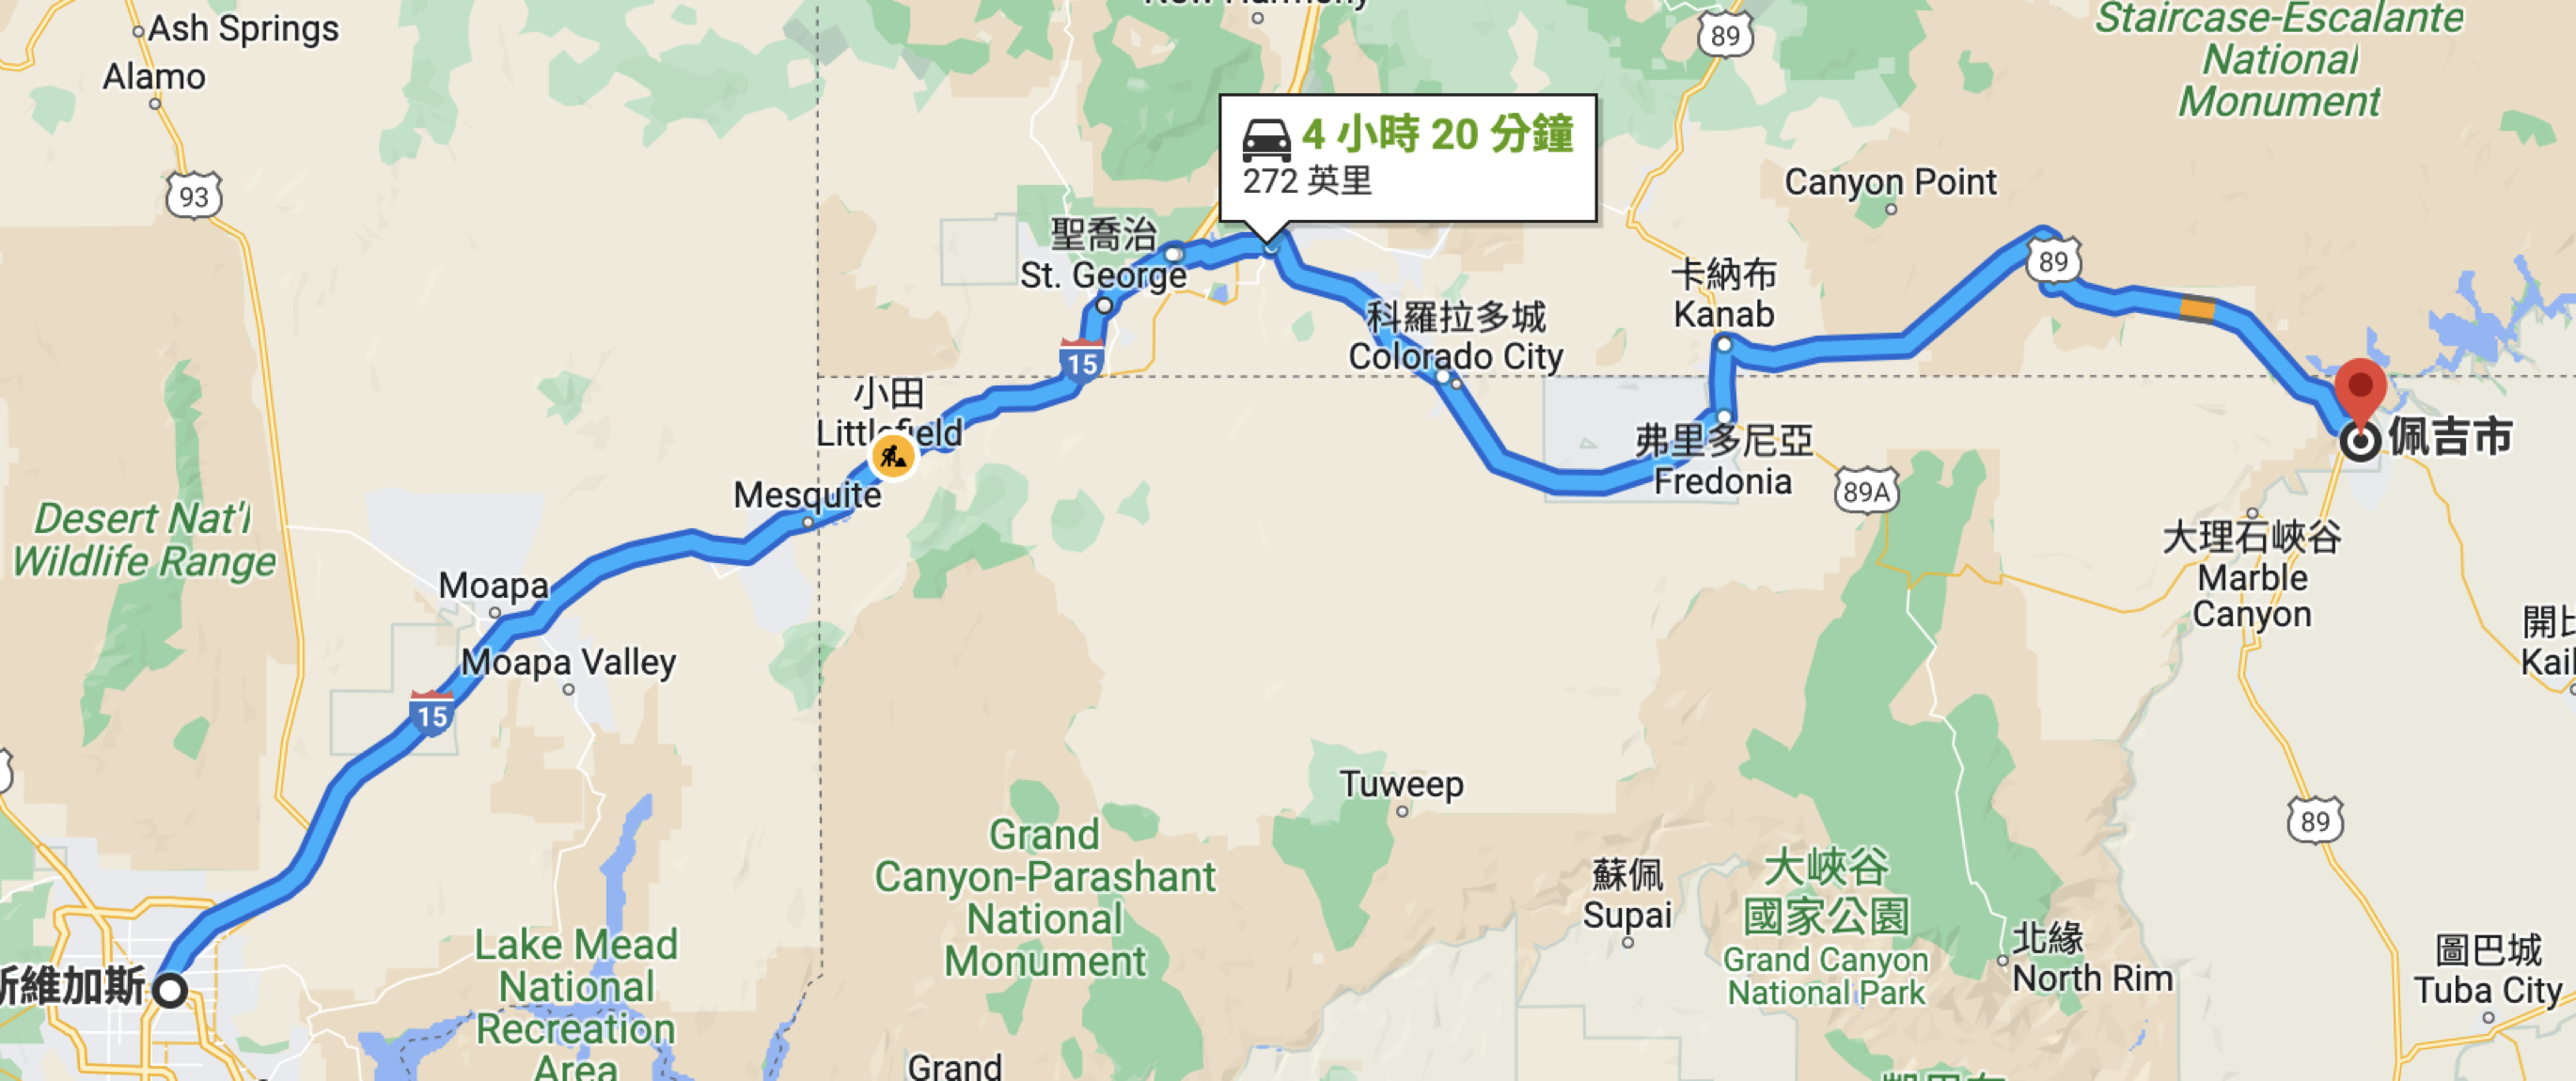 Ash Springs
Alamo
93
89
Staircase-Escalante
National
Monument
4 小時 20 分鐘
272 英里
Canyon Point
聖喬治
St. George
89
卡納布
Kanab
科羅拉多城
Colorado City
15
小田
Littlefield
弗里多尼亞
Fredonia
89A
佩吉市
Mesquite
大理石峽谷
Marble
Canyon
Desert Nat'l
Wildlife Range
Moapa
Moapa Valley
15
Tuweep
Grand
Canyon-Parashant
National
Monument
89
蘇佩
Supai
大峽谷
國家公園
Grand Canyon
National Park
北緣
North Rim
圖巴城
Tuba City
Lake Mead
National
Recreation
Area
維加斯
Grand